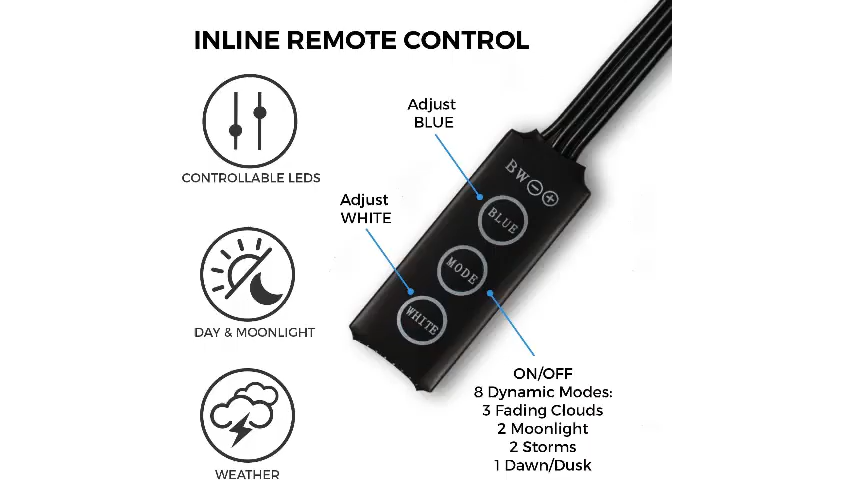 INLINE REMOTE CONTROL
CONTROLLABLE LEDS
DAY & MOONLIGHT
WEATHER
Adjust
BLUE
Adjust
WHITE
BW⊖⊕
BLUE
MODE
WHITE
ON/OFF
8 Dynamic Modes:
3 Fading Clouds
2 Moonlight
2 Storms
1 Dawn/Dusk